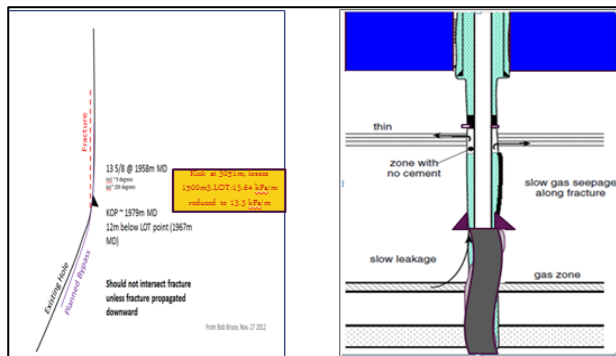 Fracture
13 5/8 @ 1958m MD
Incl ~9 degrees
Azi ~ 209 degrees
KOP ~ 1979m MD
12m below LOT point (1967m
MD)
Kick at 3051m, losses
1500m3.LOT:13.64 kPa/m
reduced to 13.3 kPa/m
Existing Hole
Planned Bypass
Should not intersect fracture
unless fracture propagated
downward
From Bob Bruce, Nov. 27 2012
thin
zone with
no cement
slow gas seepage
along fracture
slow leakage
gas zone